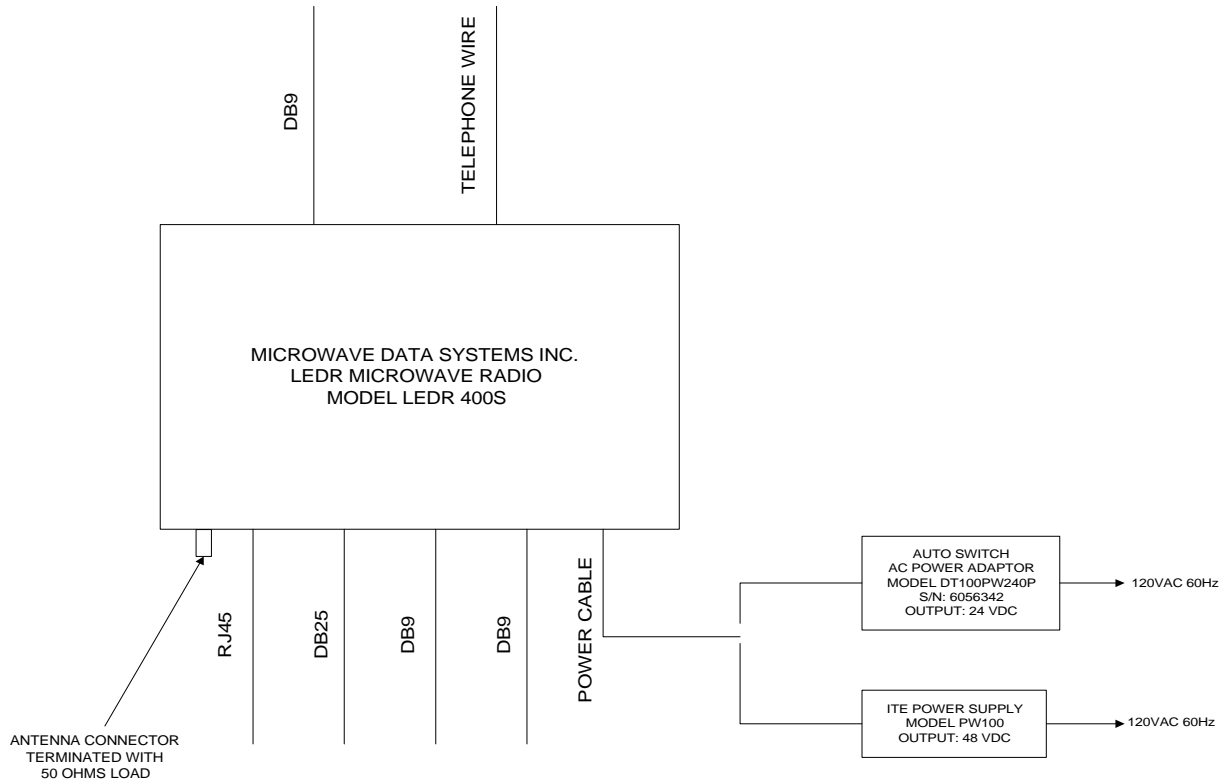 DB9
TELEPHONE WIRE
MICROWAVE DATA SYSTEMS INC.
LEDR MICROWAVE RADIO
MODEL LEDR 400S
RJ45
DB25
DB9
DB9
POWER CABLE
AUTO SWITCH
AC POWER ADAPTOR
MODEL DT100PW240P
S/N: 6056342
OUTPUT: 24 VDC
120VAC 60Hz
ITE POWER SUPPLY
MODEL PW100
OUTPUT: 48 VDC
120VAC 60Hz
ANTENNA CONNECTOR
TERMINATED WITH
50 OHMS LOAD